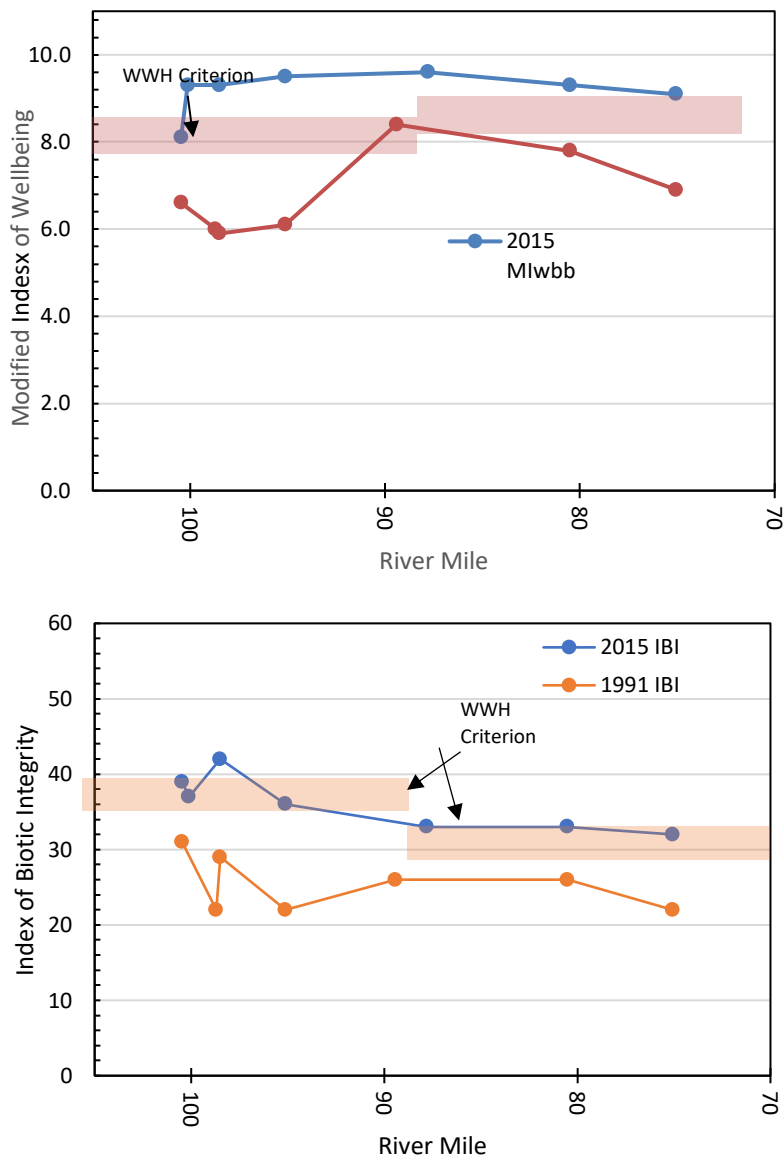 10.0
WWH Criterion
8.0
6.0
2015
MIwbb
4.0
2.0
0.0
Modified Indesx of Wellbeing
100
90
80
70
River Mile
60
2015 IBI
50
1991 IBI
WWH
Criterion
40
30
20
10
0
Index of Biotic Integrity
100
90
80
70
River Mile